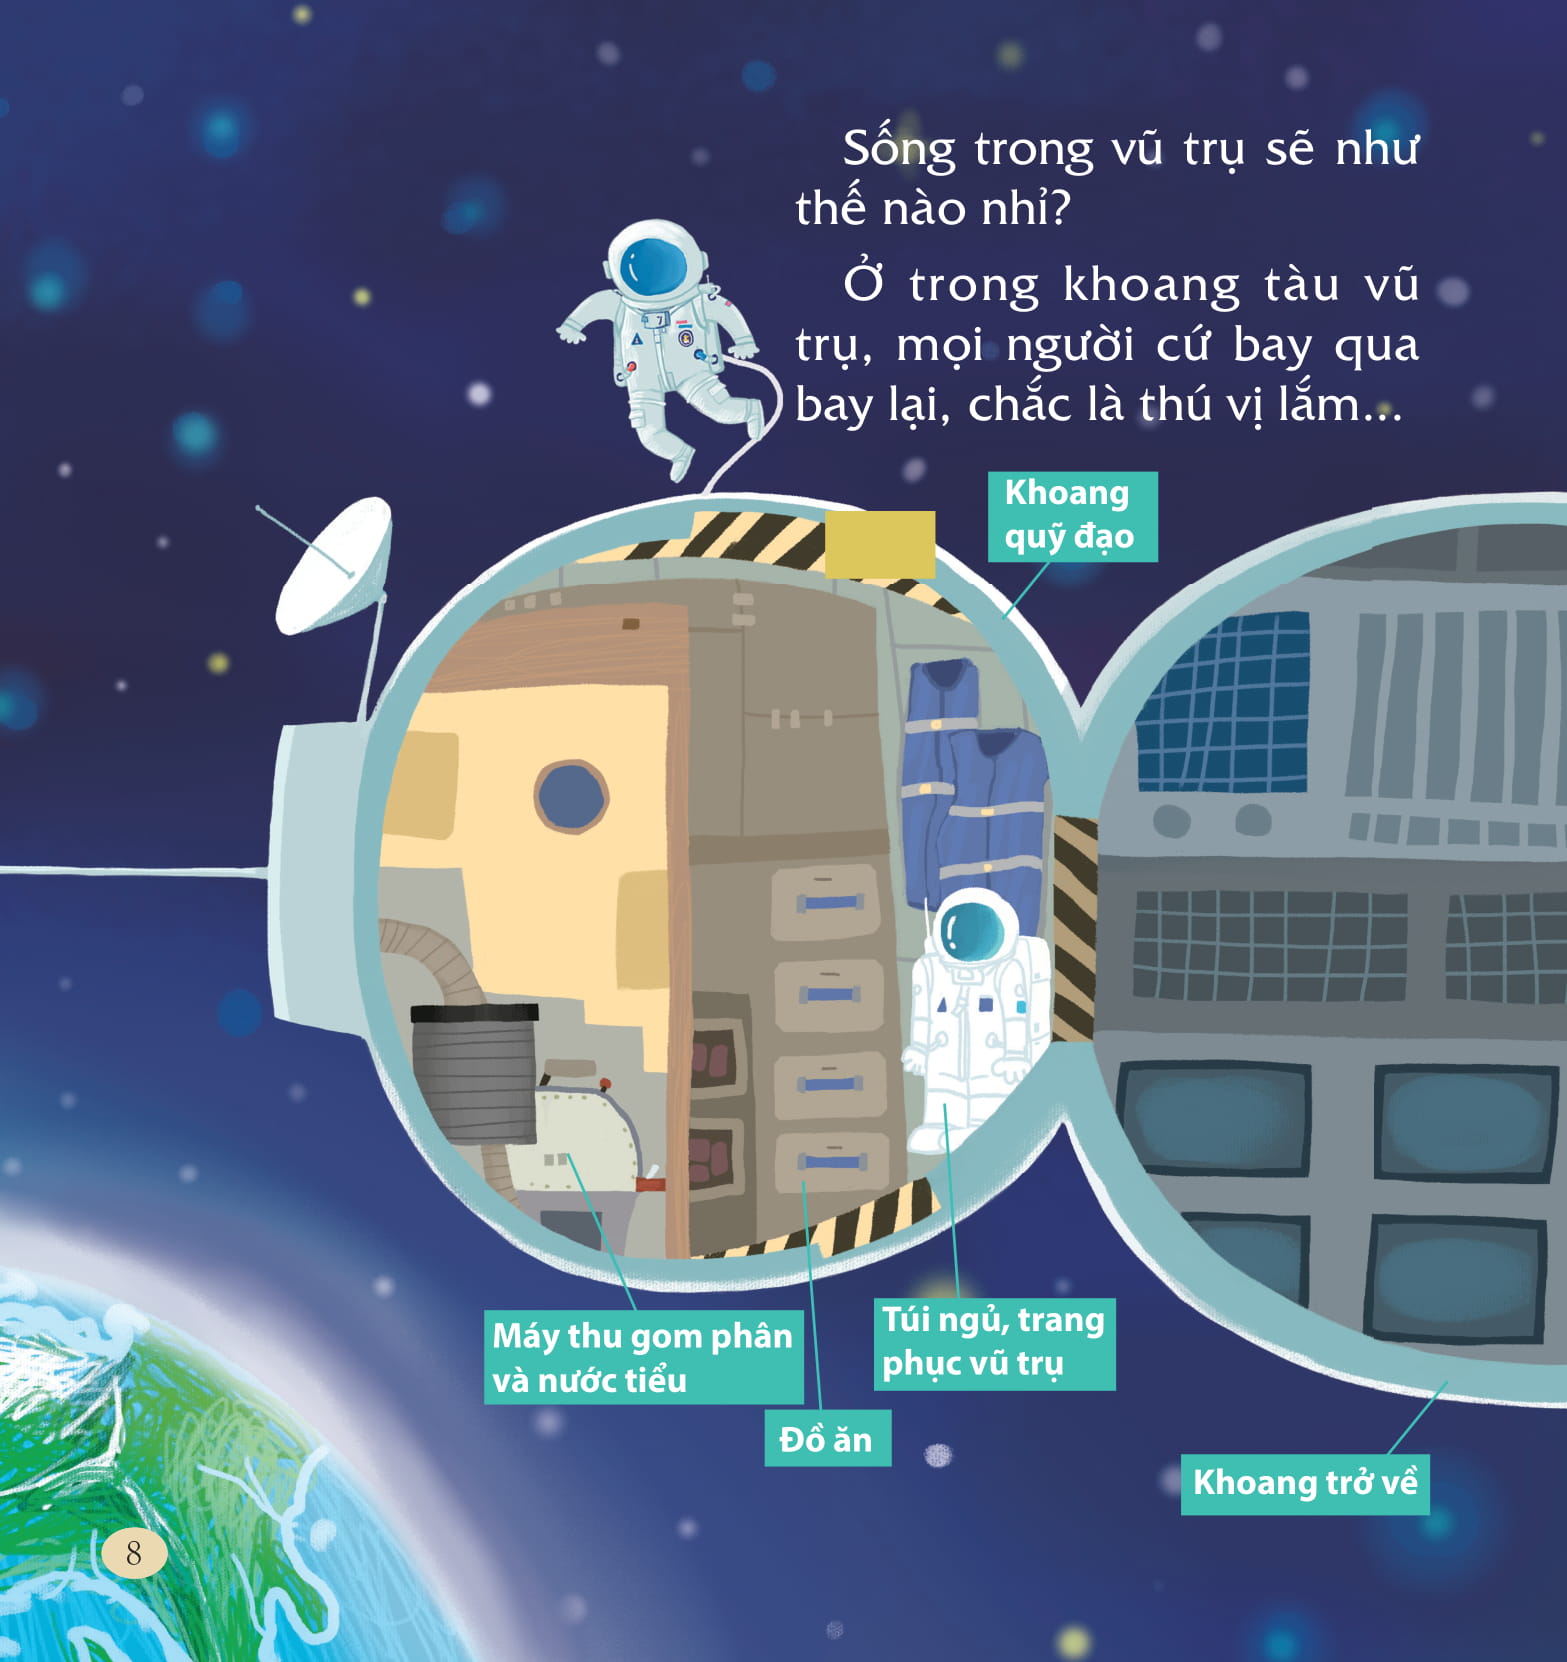 Sống trong vũ trụ sẽ như
thế nào nhỉ?
Ở trong khoang tàu vũ
trụ, mọi người cứ bay qua
bay lại, chắc là thú vị lắm...
Khoang
quỹ đạo
Máy thu gom phân
và nước tiểu
Túi ngủ, trang
phục vũ trụ
Đồ ăn
Khoang trở về
8